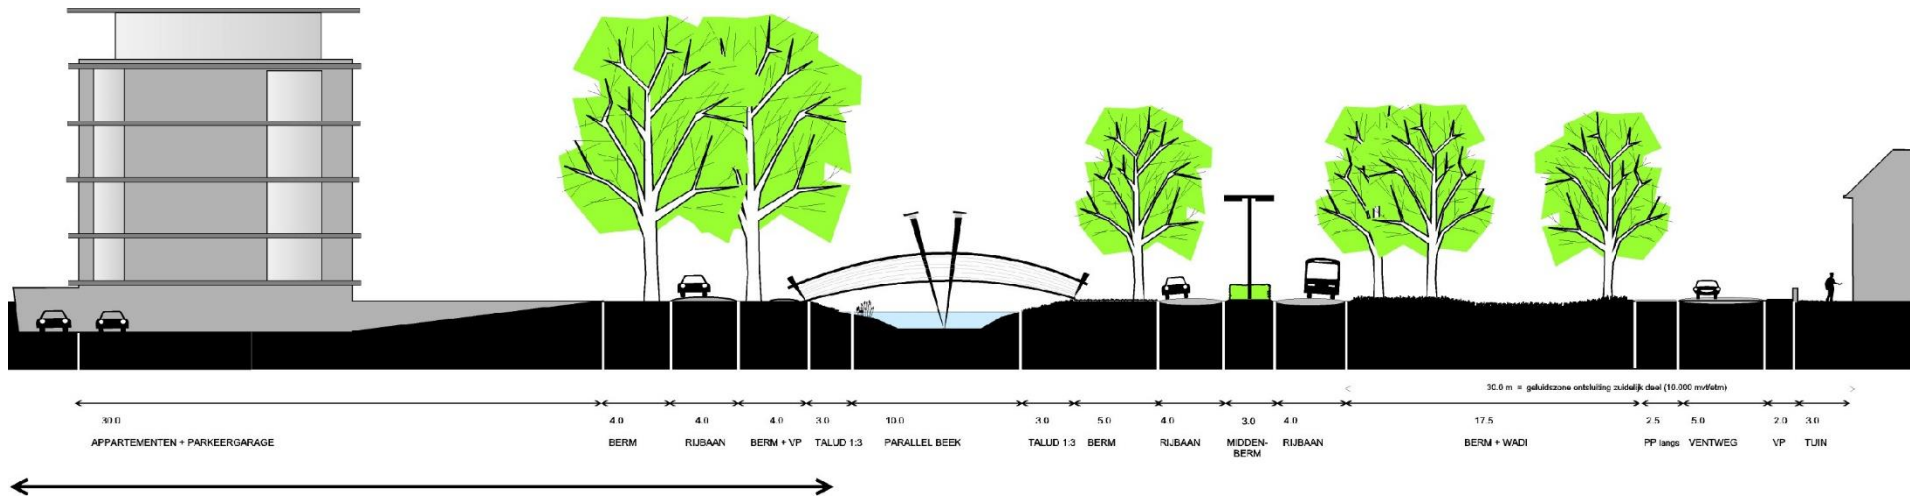 30.0 m = geluidszone ontsluiting zuidelijk deel (10.000 mvt/etm)
30.0 4.0 4.0 4.0 3.0 10.0 3.0 5.0 4.0 3.0 4.0 17.5 2.5 5.0 2.0 3.0
APPARTEMENTEN + PARKEERGARAGE BERM RIJBAAN BERM + VP TALUD 1:3 PARALLEL BEEK TALUD 1:3 BERM RIJBAAN MIDDEN- RIJBAAN BERM + WADI PP langs VENTWEG VP TUIN
BERM